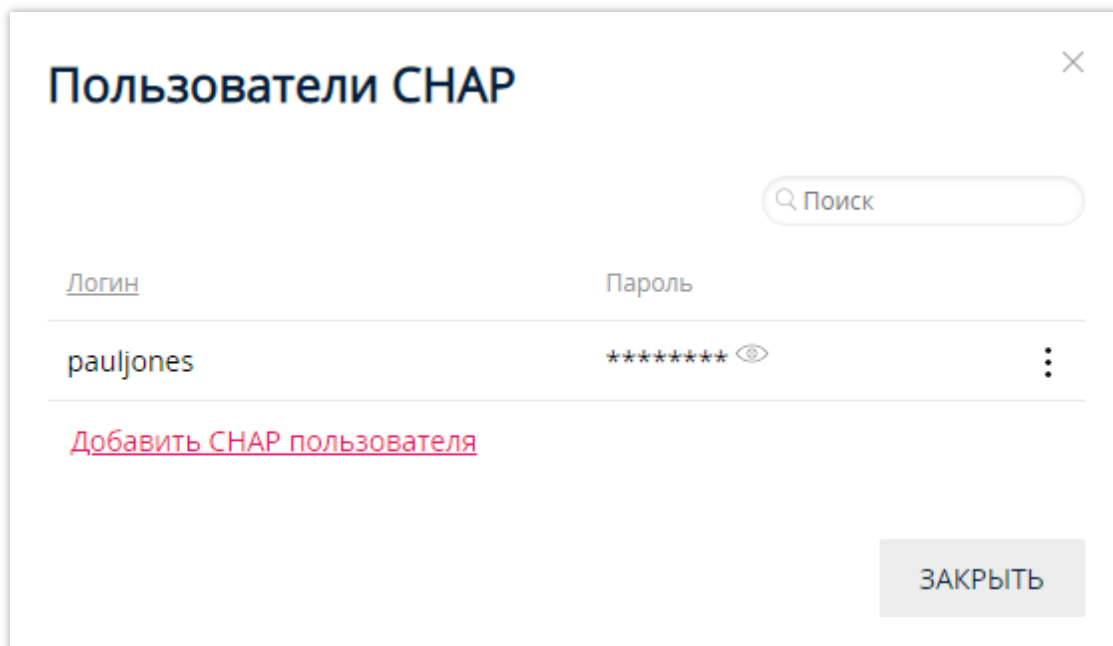 Пользователи CHAP
Поиск
Логин Пароль
pauljones ********
Добавить CHAP пользователя
ЗАКРЫТЬ